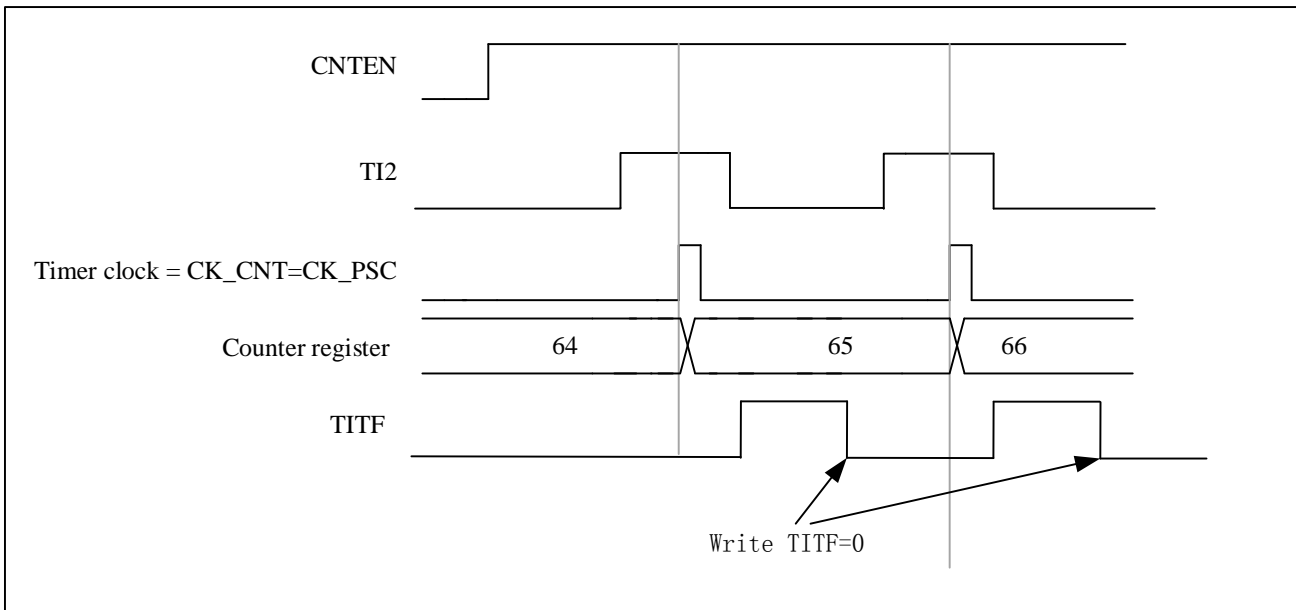 CNTEN
TI2
Timer clock = CK_CNT=CK_PSC
Counter register
64
65
66
TITF
Write TITF=0